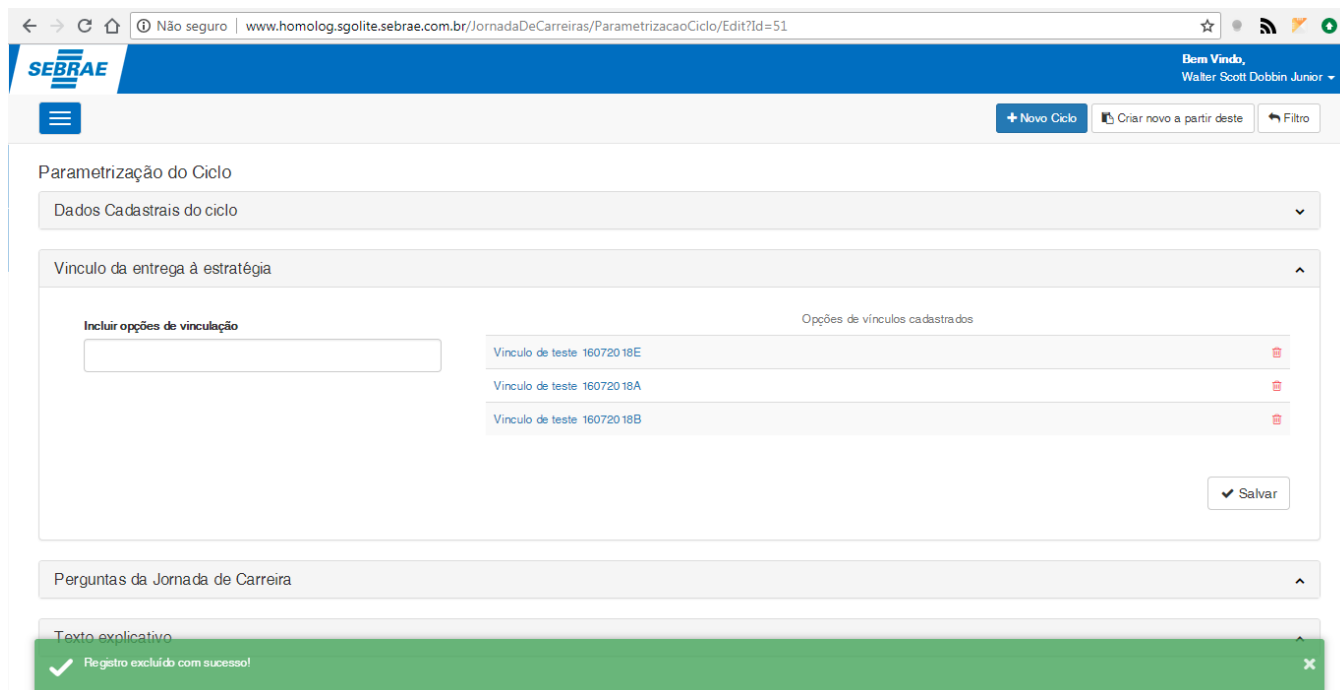 Não seguro | www.homolog.sgolite.sebrae.com.br/JornadaDeCarreiras/ParametrizacaoCiclo/Edit?Id=51
SEBRAE
Bem Vindo,
Walter Scott Dobbin Junior
+ Novo Ciclo
Criar novo a partir deste
Filtro
Parametrização do Ciclo
Dados Cadastrais do ciclo
Vinculo da entrega à estratégia
Incluir opções de vinculação
Opções de vínculos cadastrados
Vinculo de teste 16072018E
Vinculo de teste 16072018A
Vinculo de teste 16072018B
Salvar
Perguntas da Jornada de Carreira
Texto explicativo
Registro excluído com sucesso!